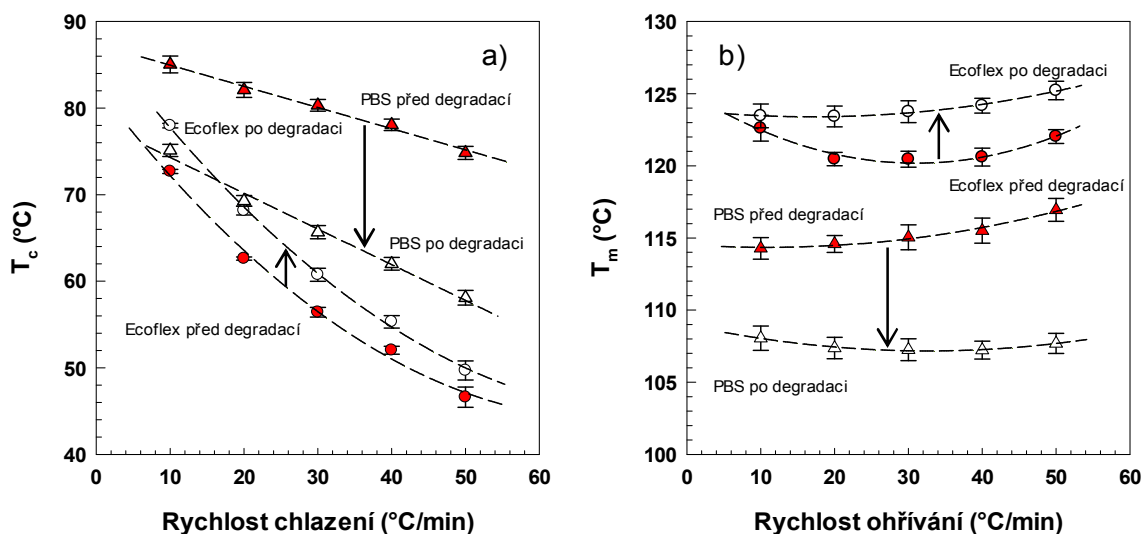 a)
PBS před degradací
Ecoflex po degradaci
PBS po degradaci
Ecoflex před degradací
90
80
70
60
50
40
T_c (°C)
0 10 20 30 40 50 60
Rychlost chlazení (°C/min)
b)
Ecoflex po degradaci
Ecoflex před degradací
PBS před degradací
PBS po degradaci
130
125
120
115
110
105
100
T_m (°C)
0 10 20 30 40 50 60
Rychlost ohřívání (°C/min)